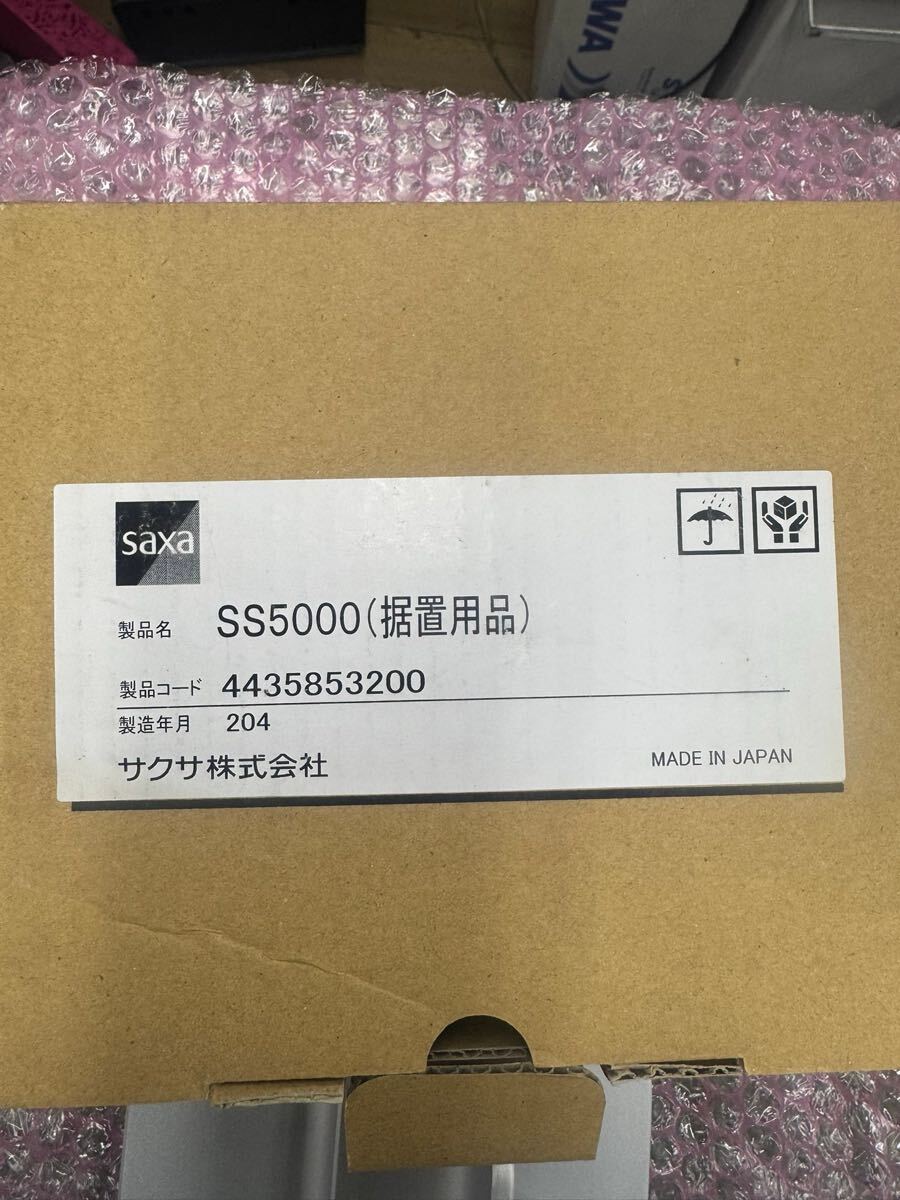 WA
saxa
製品名 SS5000(据置用品)
製品コード 4435853200
製造年月 204
サクサ株式会社
MADE IN JAPAN